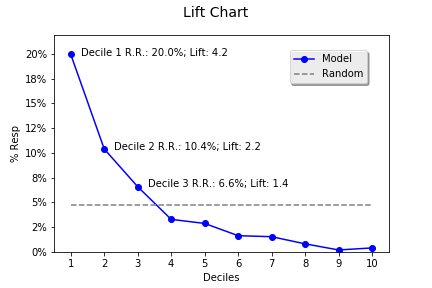 Lift Chart
20%
18%
15%
12%
10%
8%
5%
2%
0%
% Resp
Decile 1 R.R.: 20.0%; Lift: 4.2
Decile 2 R.R.: 10.4%; Lift: 2.2
Decile 3 R.R.: 6.6%; Lift: 1.4
Model
Random
1 2 3 4 5 6 7 8 9 10
Deciles